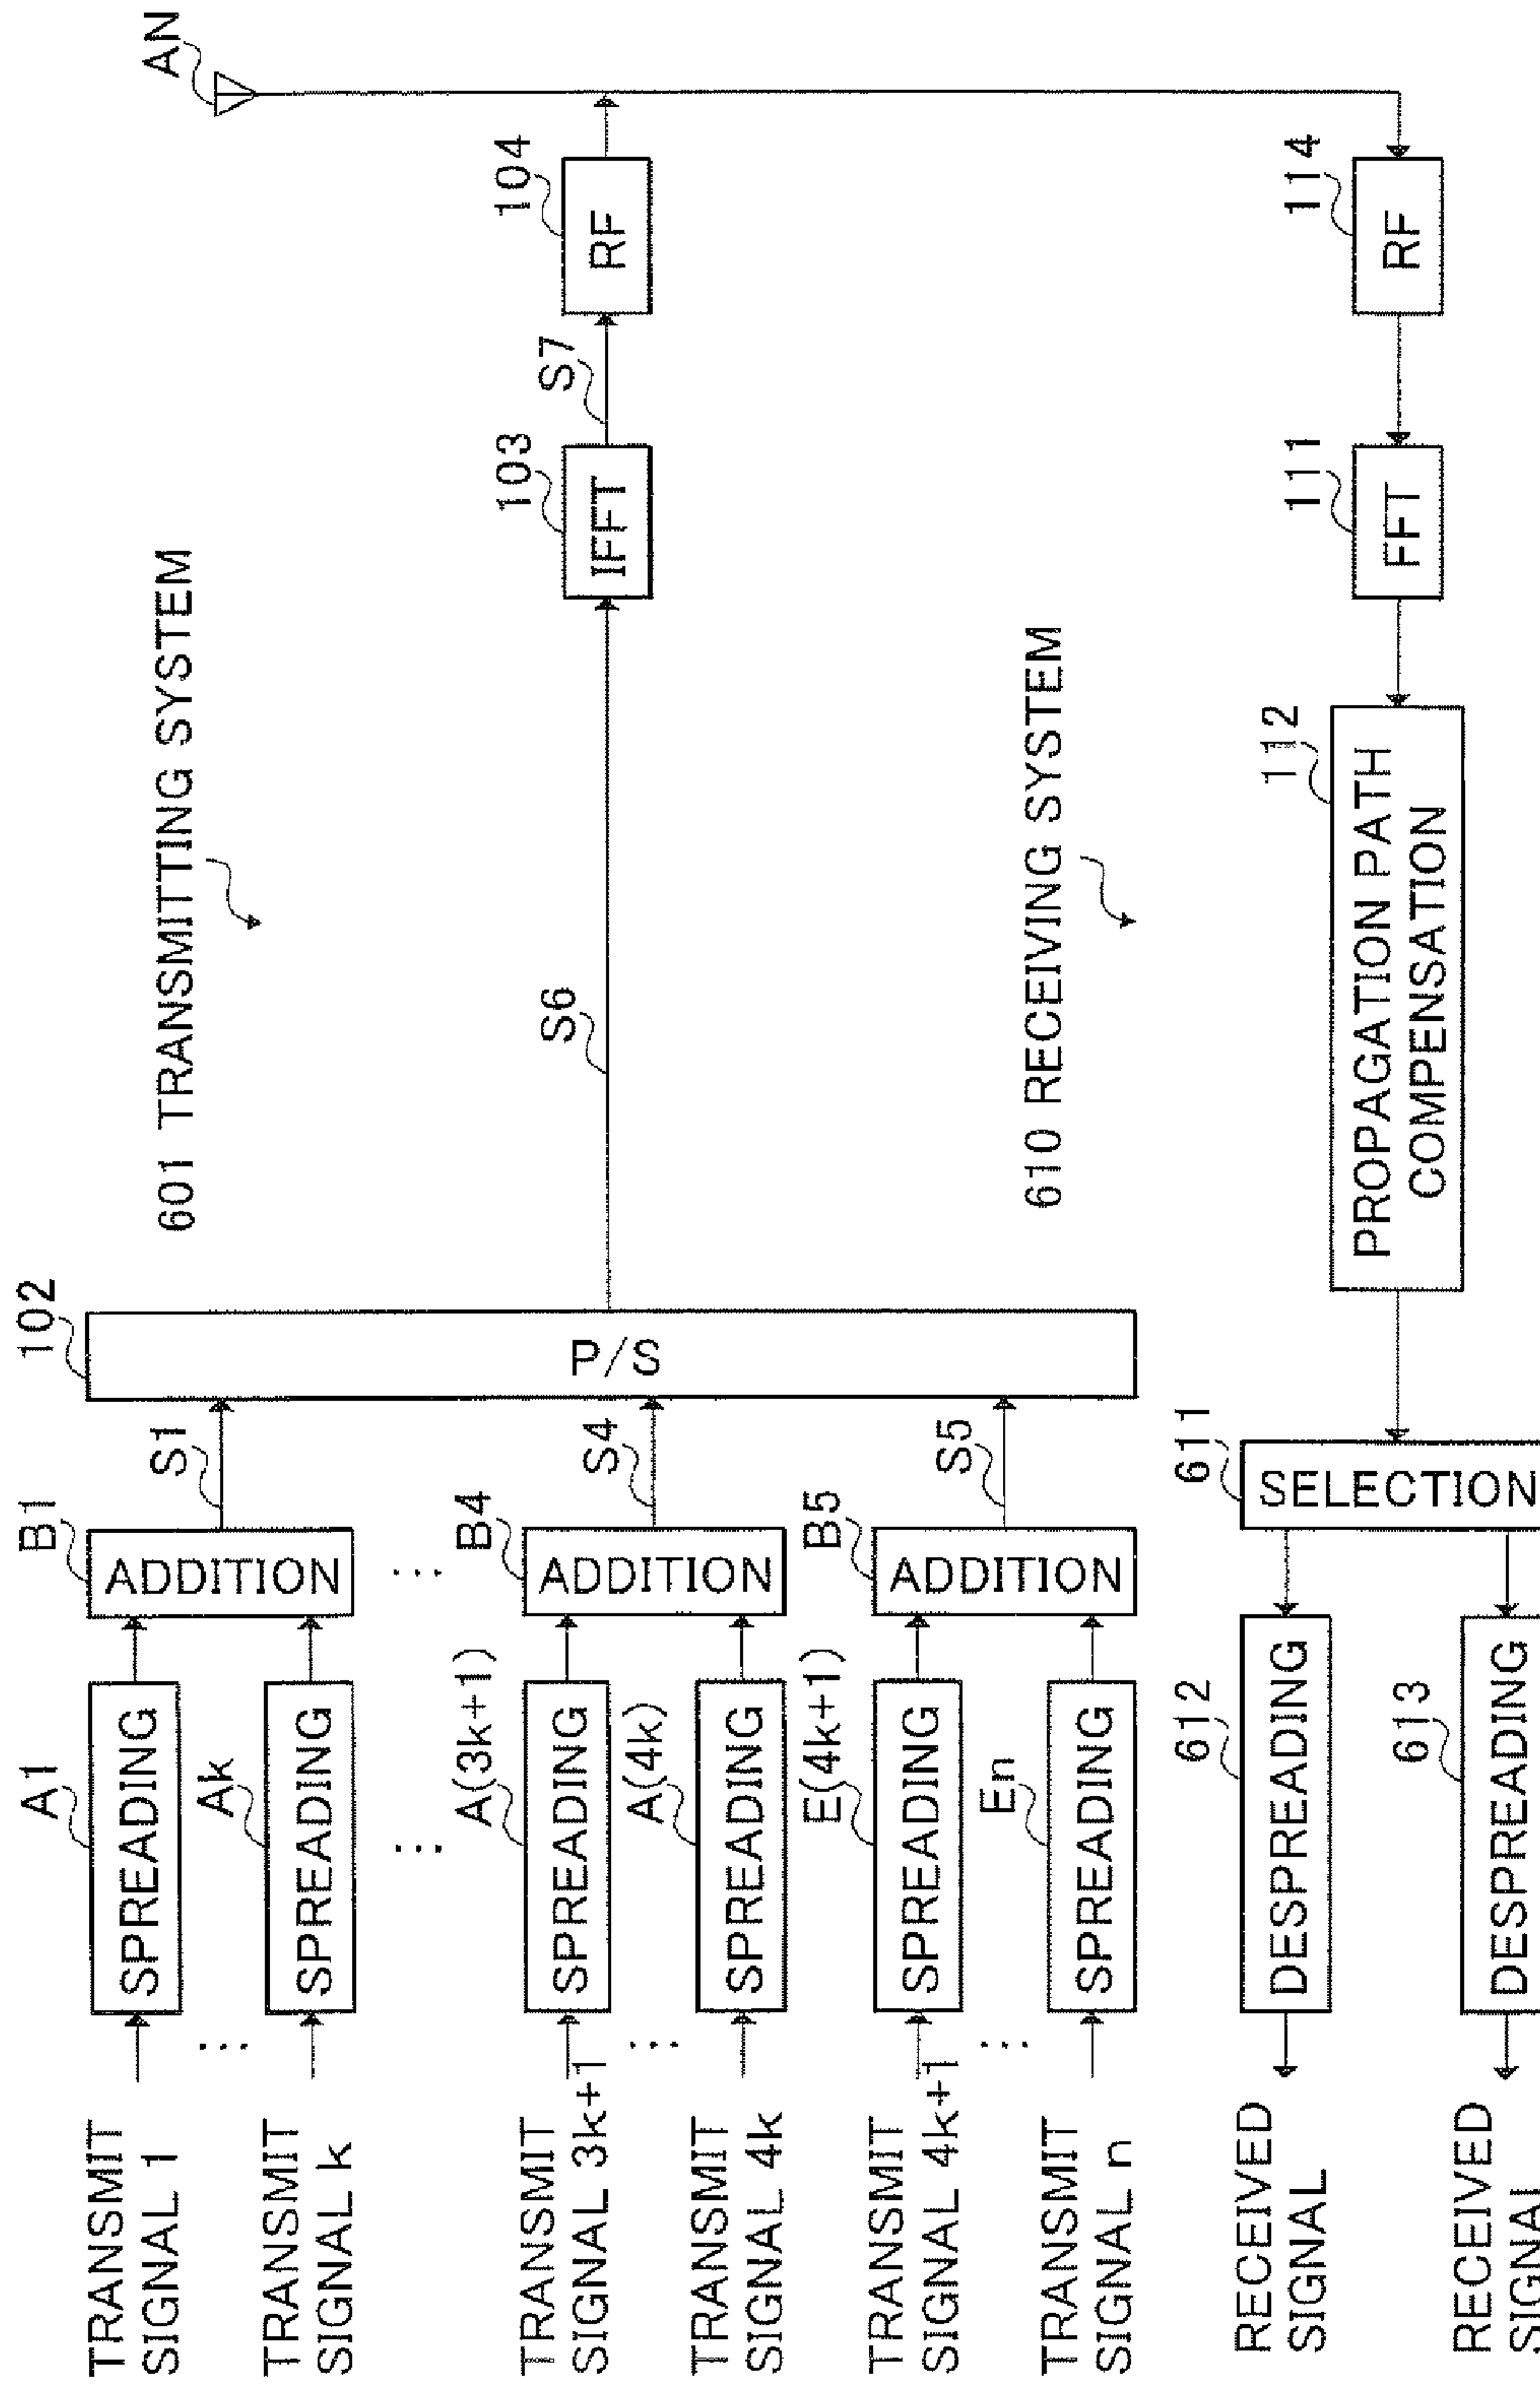 601 TRANSMITTING SYSTEM
AN
TRANSMIT
SIGNAL 1
A1
SPREADING
B1
ADDITION
S1
102
P/S
...
TRANSMIT
SIGNAL k
Ak
SPREADING
...
...
S6
103
IFFT
S7
104
RF
TRANSMIT
SIGNAL 3k+1
A(3k+1)
SPREADING
B4
ADDITION
S4
...
TRANSMIT
SIGNAL 4k
A(4k)
SPREADING
TRANSMIT
SIGNAL 4k+1
E(4k+1)
SPREADING
B5
ADDITION
S5
...
TRANSMIT
SIGNAL n
En
SPREADING
610 RECEIVING SYSTEM
RECEIVED
SIGNAL
612
DESPREADING
611
SELECTION
112
PROPAGATION PATH
COMPENSATION
111
FFT
114
RF
RECEIVED
SIGNAL
613
DESPREADING